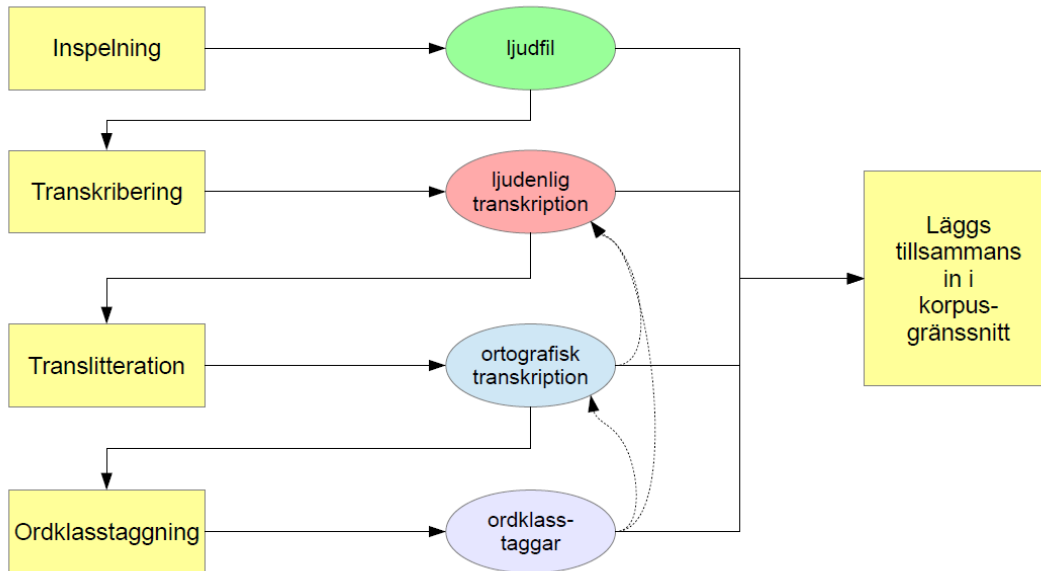 Inspelning
ljudfil
Transkribering
ljudenlig
transkription
Läggs
tillsammans
in i
korpus-
gränssnitt
Translitteration
ortografisk
transkription
Ordklasstaggning
ordklass-
taggar